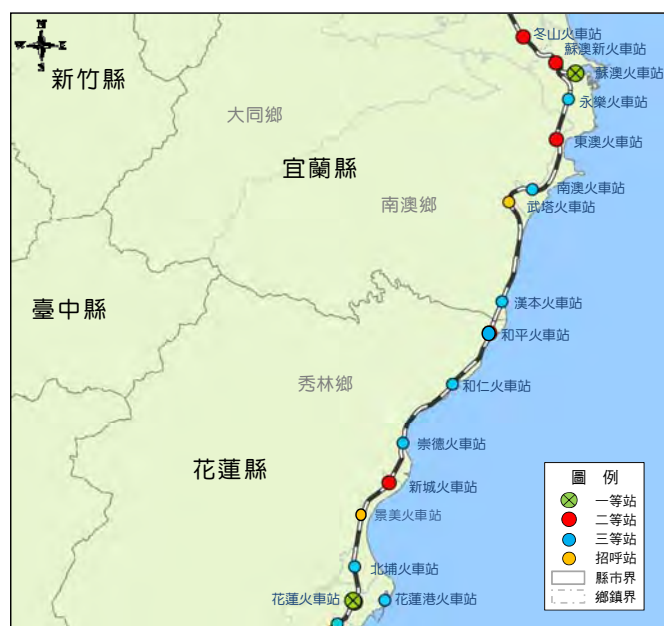 N
W E
S
冬山火車站
蘇澳新火車站
蘇澳火車站
新竹縣
永樂火車站
大同鄉
東澳火車站
宜蘭縣
南澳火車站
南澳鄉
武塔火車站
漢本火車站
臺中縣
和平火車站
秀林鄉
和仁火車站
崇德火車站
花蓮縣
新城火車站
景美火車站
北埔火車站
花蓮火車站
花蓮港火車站
圖 例
一等站
二等站
三等站
招呼站
縣市界
鄉鎮界